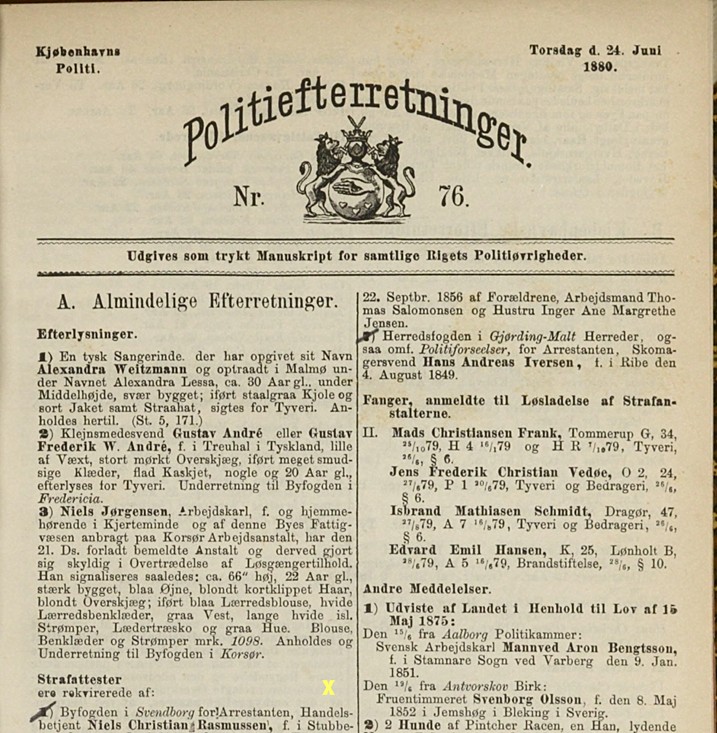 Kjøbenhavns
Politi.
Torsdag d. 24. Juni
1880.
Politiefterretninger.
Nr. 76.
Udgives som trykt Manuskript for samtlige Rigets Politiøvrigheder.
A. Almindelige Efterretninger.
Efterlysninger.
1) En tysk Sangerinde. der har opgivet sit Navn
Alexandra Weitzmann og optraadt i Malmø un-
der Navnet Alexandra Lessa, ca. 30 Aar gl., under
Middelhøjde, svær bygget; iført staalgraa Kjole og
sort Jaket samt Straahat, sigtes for Tyveri. An-
holdes hertil. (St. 5, 171.)
2) Klejnsmedesvend Gustav André eller Gustav
Frederik W. André, f. i Treuhal i Tyskland, lille
af Væxt, stort mørkt Overskjæg, iført meget smud-
sige Klæder, flad Kaskjet, nogle og 20 Aar gl.,
efterlyses for Tyveri. Underretning til Byfogden i
Fredericia.
3) Niels Jørgensen, Arbejdskarl, f. og hjemme-
hørende i Kjerteminde og af denne Byes Fattig-
væsen anbragt paa Korsør Arbejdsanstalt, har den
21. Ds. forladt bemeldte Anstalt og derved gjort
sig skyldig i Overtrædelse af Løsgængertilhold.
Han signaliseres saaledes: ca. 66" høj, 22 Aar gl.,
stærk bygget, blaa Øjne, blondt kortklippet Haar,
blondt Overskjæg; iført blaa Lærredsblouse, hvide
Lærredsbenklæder, graa Vest, lange hvide isl.
Strømper, Lædertræsko og graa Hue. Blouse,
Benklæder og Strømper mrk. 1098. Anholdes og
Underretning til Byfogden i Korsør.
Strafattester
ere rekvirerede af:
X
1) Byfogden i Svendborg for Arrestanten, Handels-
betjent Niels Christian Rasmussen, f. i Stubbe-
22. Septbr. 1856 af Forældrene, Arbejdsmand Tho-
mas Salomonsen og Hustru Inger Ane Margrethe
Jensen.
Herredsfogden i Gjørding-Malt Herreder, og-
saa omf. Politiforseelser, for Arrestanten, Skoma-
gersvend Hans Andreas Iversen, f. i Ribe den
4. August 1849.
Fanger, anmeldte til Løsladelse af Strafan-
stalterne.
II. Mads Christiansen Frank, Tommerup G, 34,
25/10 79, H 4 16/1 79 og H R 7/1 79, Tyveri,
26/6, § 6.
Jens Frederik Christian Vedøe, O 2, 24,
27/8 79, P 1 20/6 79, Tyveri og Bedrageri, 26/6,
§ 6.
Isbrand Mathiasen Schmidt, Dragør, 47,
27/8 79, A 7 16/8 79, Tyveri og Bedrageri, 26/6,
§ 6.
Edvard Emil Hansen, K, 25, Lønholt B,
28/6 79, A 5 16/6 79, Brandstiftelse, 28/6, § 10.
Andre Meddelelser.
1) Udviste af Landet i Henhold til Lov af 15
Maj 1875:
Den 15/6 fra Aalborg Politikammer:
Svensk Arbejdskarl Mannved Aron Bengtsson,
f. i Stamnare Sogn ved Varberg den 9. Jan.
1851.
Den 19/6 fra Antvorskov Birk:
Fruentimmeret Svenborg Olsson, f. den 8. Maj
1852 i Jemshøg i Bleking i Sverig.
2) 2 Hunde af Pintcher Racen, en Han, lydende